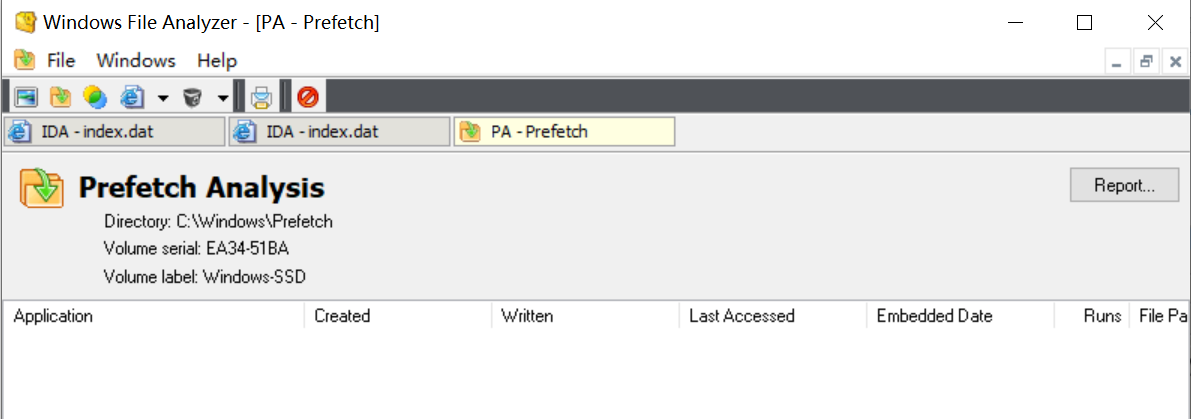 Windows File Analyzer - [PA - Prefetch]
File Windows Help
IDA - index.dat IDA - index.dat PA - Prefetch
Prefetch Analysis Report...
Directory: C:\Windows\Prefetch
Volume serial: EA34-51BA
Volume label: Windows-SSD
Application Created Written Last Accessed Embedded Date Runs File Pa